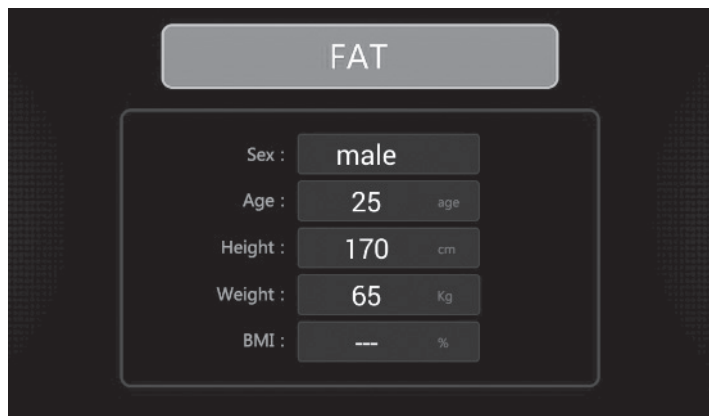 FAT
Sex : male
Age : 25 age
Height : 170 cm
Weight : 65 Kg
BMI : --- %